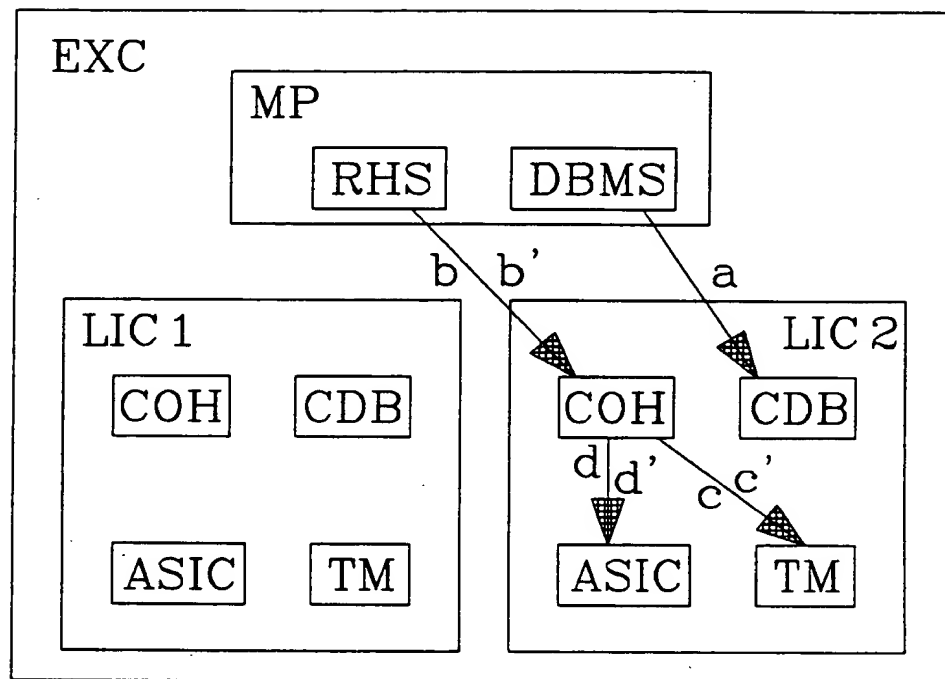 EXC
MP
RHS
DBMS
b
b'
a
LIC 1
LIC 2
COH
CDB
COH
CDB
d
d'
c
c'
ASIC
TM
ASIC
TM